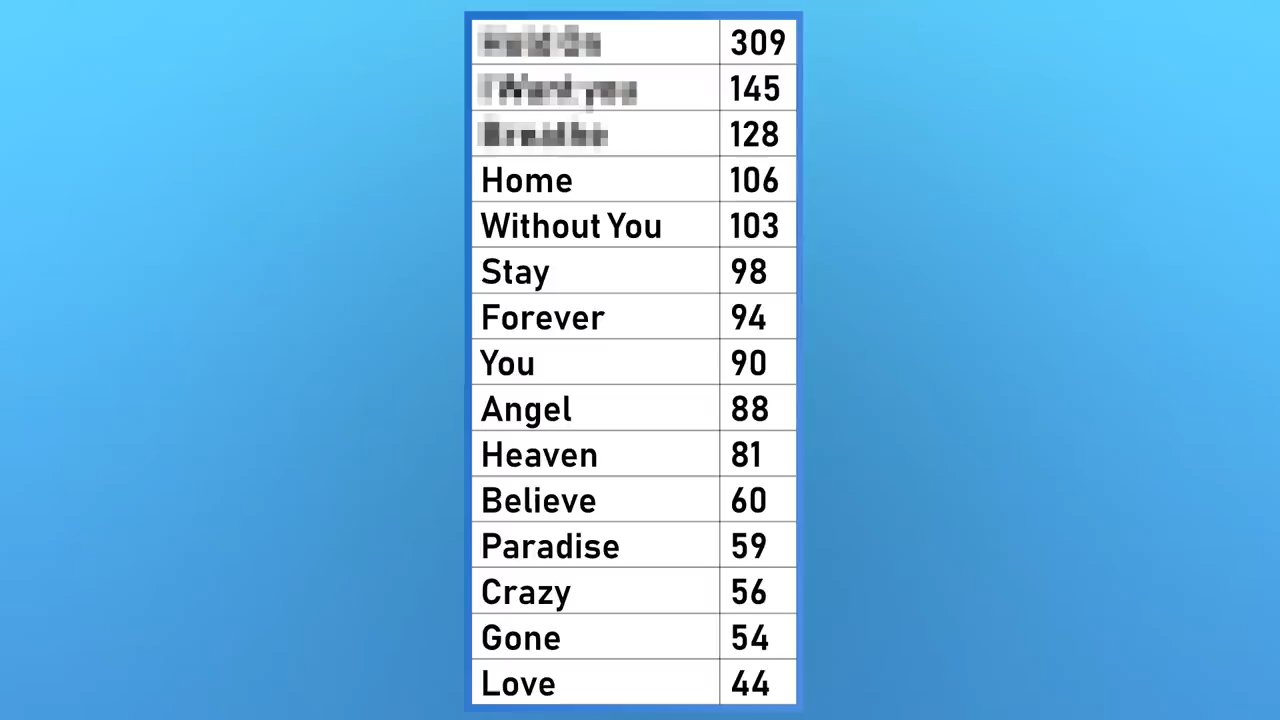 309
145
128
Home 106
Without You 103
Stay 98
Forever 94
You 90
Angel 88
Heaven 81
Believe 60
Paradise 59
Crazy 56
Gone 54
Love 44